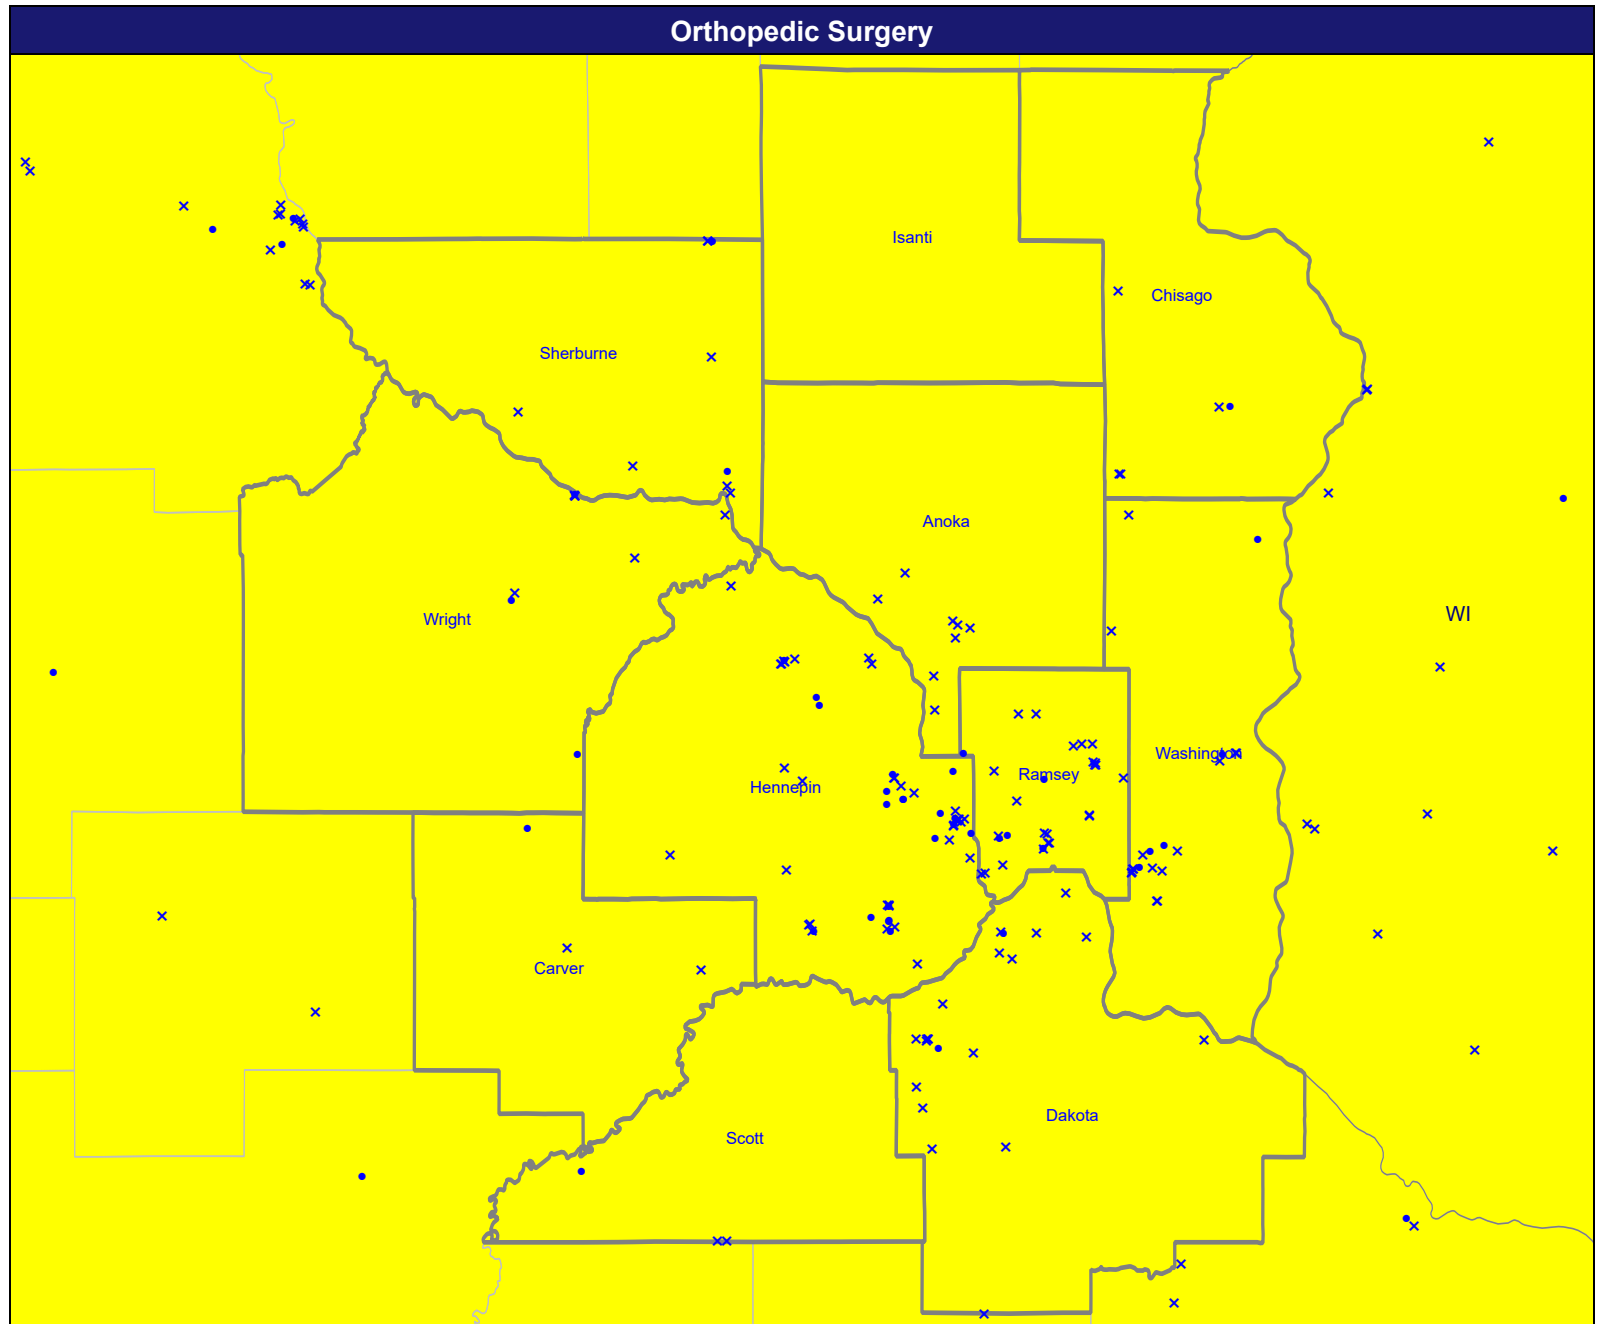 Orthopedic Surgery
Isanti
Chisago
Sherburne
Anoka
Wright
WI
Washington
Ramsey
Hennepin
Carver
Dakota
Scott